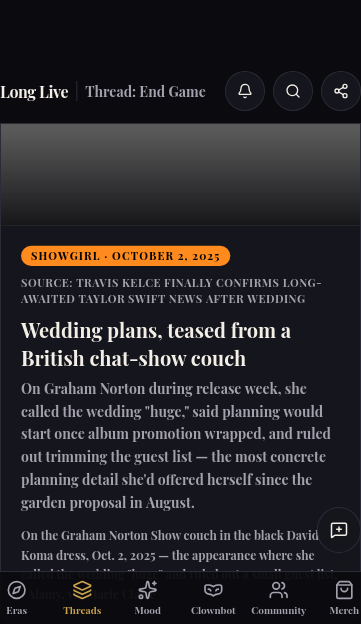 Long Live
Thread: End Game
SHOWGIRL · OCTOBER 2, 2025
SOURCE: TRAVIS KELCE FINALLY CONFIRMS LONG-
AWAITED TAYLOR SWIFT NEWS AFTER WEDDING
Wedding plans, teased from a
British chat-show couch
On Graham Norton during release week, she
called the wedding "huge," said planning would
start once album promotion wrapped, and ruled
out trimming the guest list — the most concrete
planning detail she'd offered herself since the
garden proposal in August.
On the Graham Norton Show couch in the black David
Koma dress, Oct. 2, 2025 — the appearance where she
Eras
Threads
Mood
Clownbot
Community
Merch